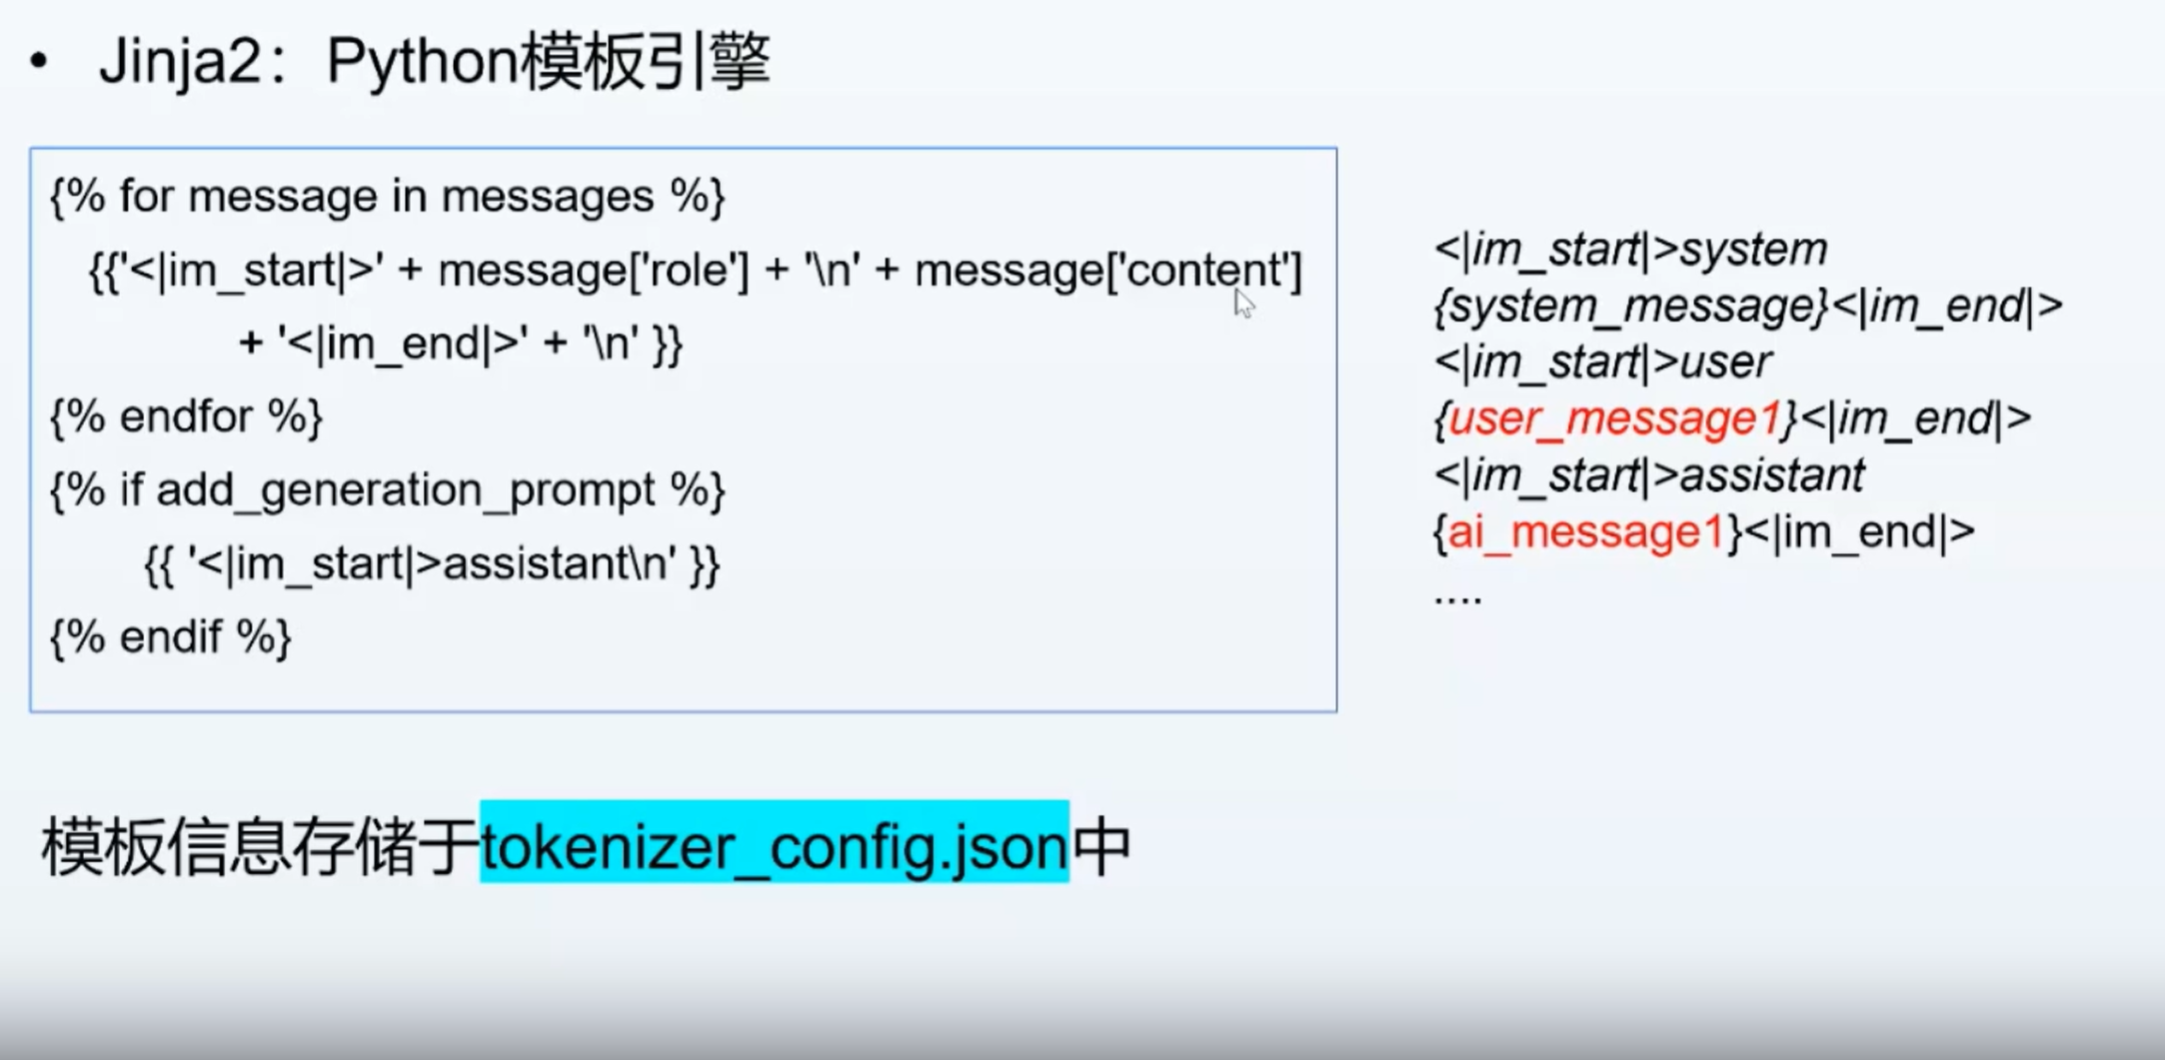 • Jinja2：Python模板引擎
{% for message in messages %}
{{'<|im_start|>' + message['role'] + '\n' + message['content']
+ '<|im_end|>' + '\n' }}
{% endfor %}
{% if add_generation_prompt %}
{{ '<|im_start|>assistant\n' }}
{% endif %}
<|im_start|>system
{system_message}<|im_end|>
<|im_start|>user
{user_message1}<|im_end|>
<|im_start|>assistant
{ai_message1}<|im_end|>
....
模板信息存储于tokenizer_config.json中